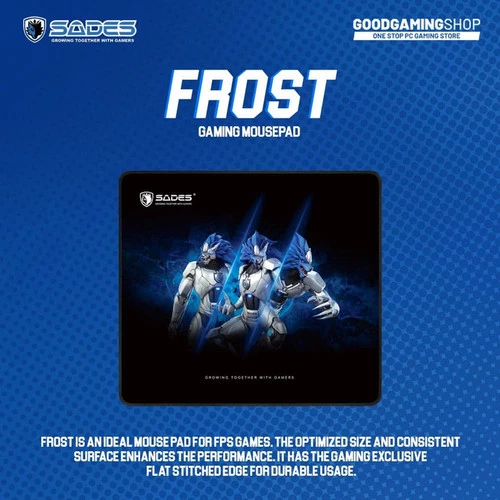 SADES
GROWING TOGETHER WITH GAMERS
GOODGAMINGSHOP
ONE STOP PC GAMING STORE
FROST
GAMING MOUSEPAD
SADES®
GROWING TOGETHER WITH GAMERS
GROWING TOGETHER WITH GAMERS
FROST IS AN IDEAL MOUSE PAD FOR FPS GAMES. THE OPTIMIZED SIZE AND CONSISTENT
SURFACE ENHANCES THE PERFORMANCE. IT HAS THE GAMING EXCLUSIVE
FLAT STITCHED EDGE FOR DURABLE USAGE.